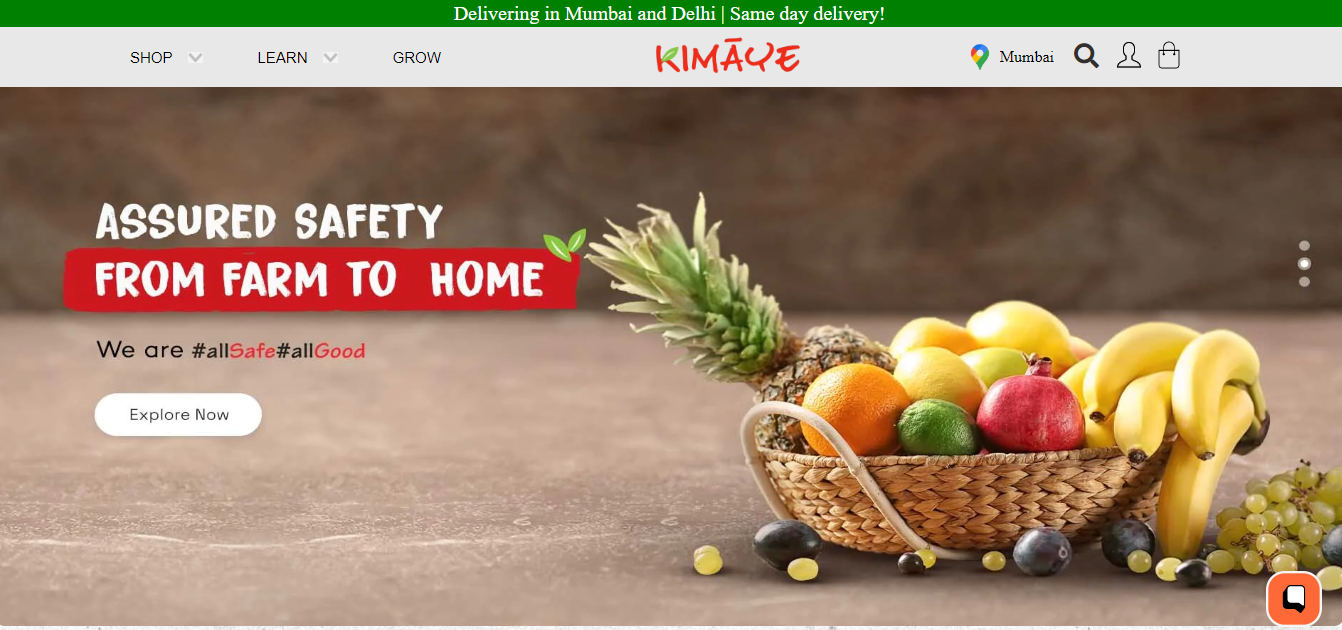 Delivering in Mumbai and Delhi | Same day delivery!
SHOP LEARN GROW KIMĀYE Mumbai
ASSURED SAFETY
FROM FARM TO HOME
We are #allSafe#allGood
Explore Now